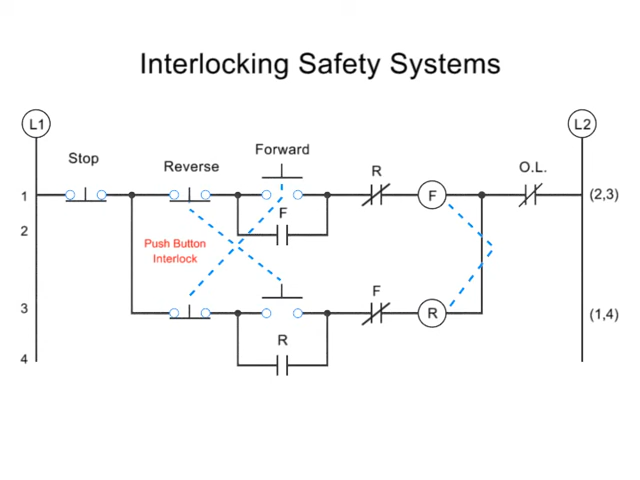 Interlocking Safety Systems
L1
L2
Stop
Reverse
Forward
R
O.L.
1
F
(2,3)
F
2
Push Button
Interlock
3
F
R
(1,4)
R
4